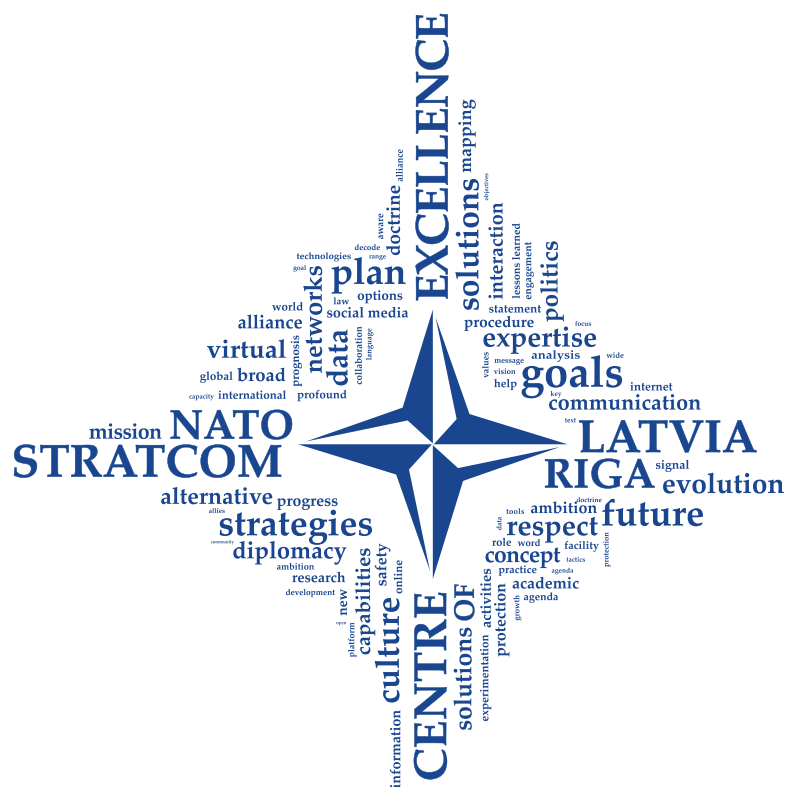 EXCELLENCE
mapping
alliance
solutions
objectives
doctrine
aware
interaction
lessons learned
engagement
politics
decode
technologies
range
goal
plan
networks
options
law
world
social media
statement
alliance
procedure
focus
data
collaboration
language
expertise
prognosis
virtual
analysis
wide
values
message
vision
goals
global broad
help
internet
capacity
international
profound
key
communication
text
mission
NATO
LATVIA
STRATCOM
RIGA
signal
evolution
alternative
progress
doctrine
allies
tools
ambition
future
strategies
data
respect
community
role
word
facility
protection
diplomacy
concept
tactics
ambition
practice
agenda
research
safety
online
capabilities
academic
development
new
activities
protection
growth
agenda
open
platform
culture
CENTRE
OF
solutions
experimentation
information